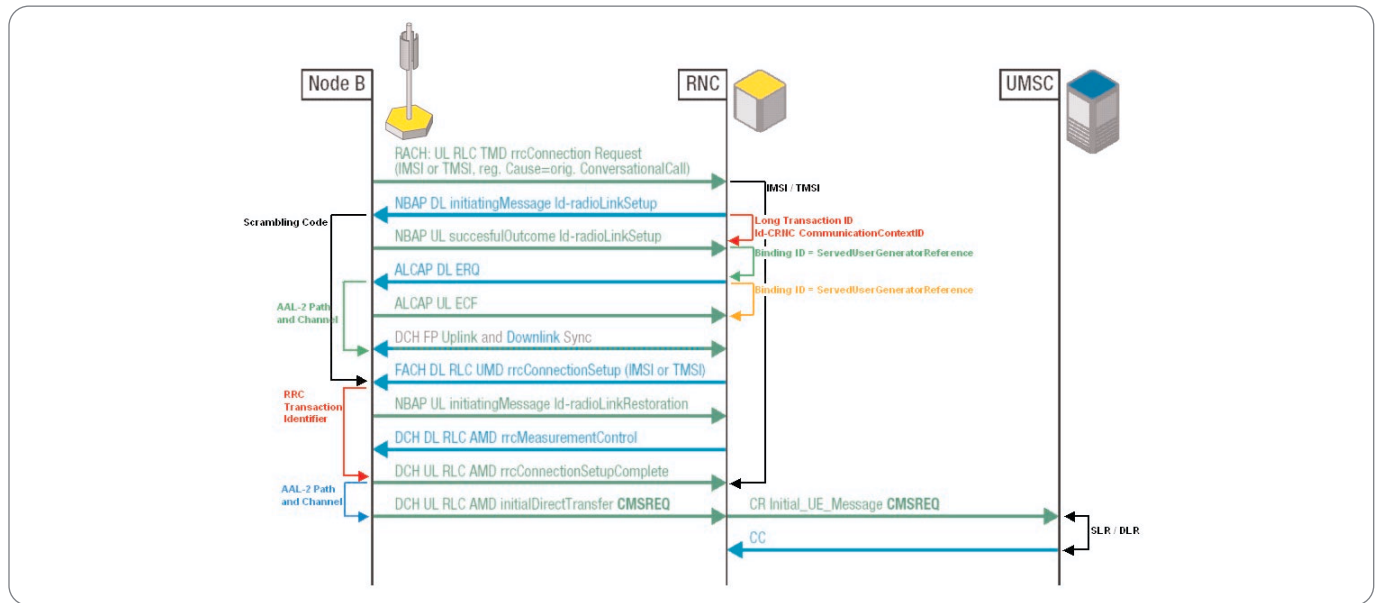 Node B
RNC
UMSC
RACH: UL RLC TMD rrcConnection Request
(IMSI or TMSI, reg. Cause=orig. ConversationalCall)
IMSI / TMSI
NBAP DL initiatingMessage Id-radioLinkSetup
Scrambling Code
Long Transaction ID
Id-CRNC CommunicationContextID
NBAP UL succesfulOutcome Id-radioLinkSetup
Binding ID = ServedUserGeneratorReference
ALCAP DL ERQ
Binding ID = ServedUserGeneratorReference
AAL-2 Path
and Channel
ALCAP UL ECF
DCH FP Uplink and Downlink Sync
FACH DL RLC UMD rrcConnectionSetup (IMSI or TMSI)
RRC
Transaction
Identifier
NBAP UL initiatingMessage Id-radioLinkRestoration
DCH DL RLC AMD rrcMeasurementControl
DCH UL RLC AMD rrcConnectionSetupComplete
AAL-2 Path
and Channel
DCH UL RLC AMD initialDirectTransfer CMSREQ
CR Initial_UE_Message CMSREQ
SLR / DLR
CC